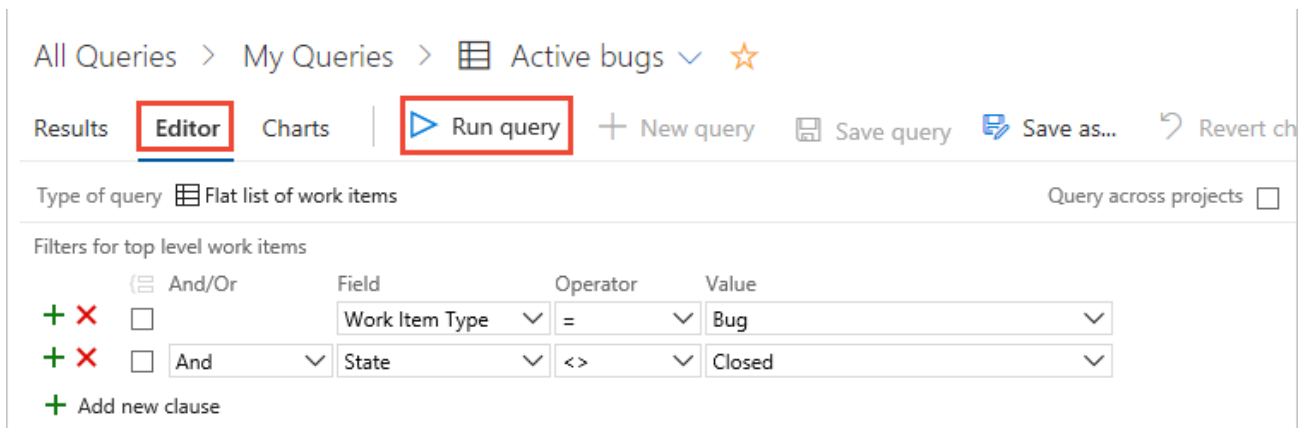 All Queries > My Queries > Active bugs
Results Editor Charts Run query New query Save query Save as... Revert ch
Type of query Flat list of work items Query across projects
Filters for top level work items
And/Or Field Operator Value
Work Item Type = Bug
And State <> Closed
Add new clause